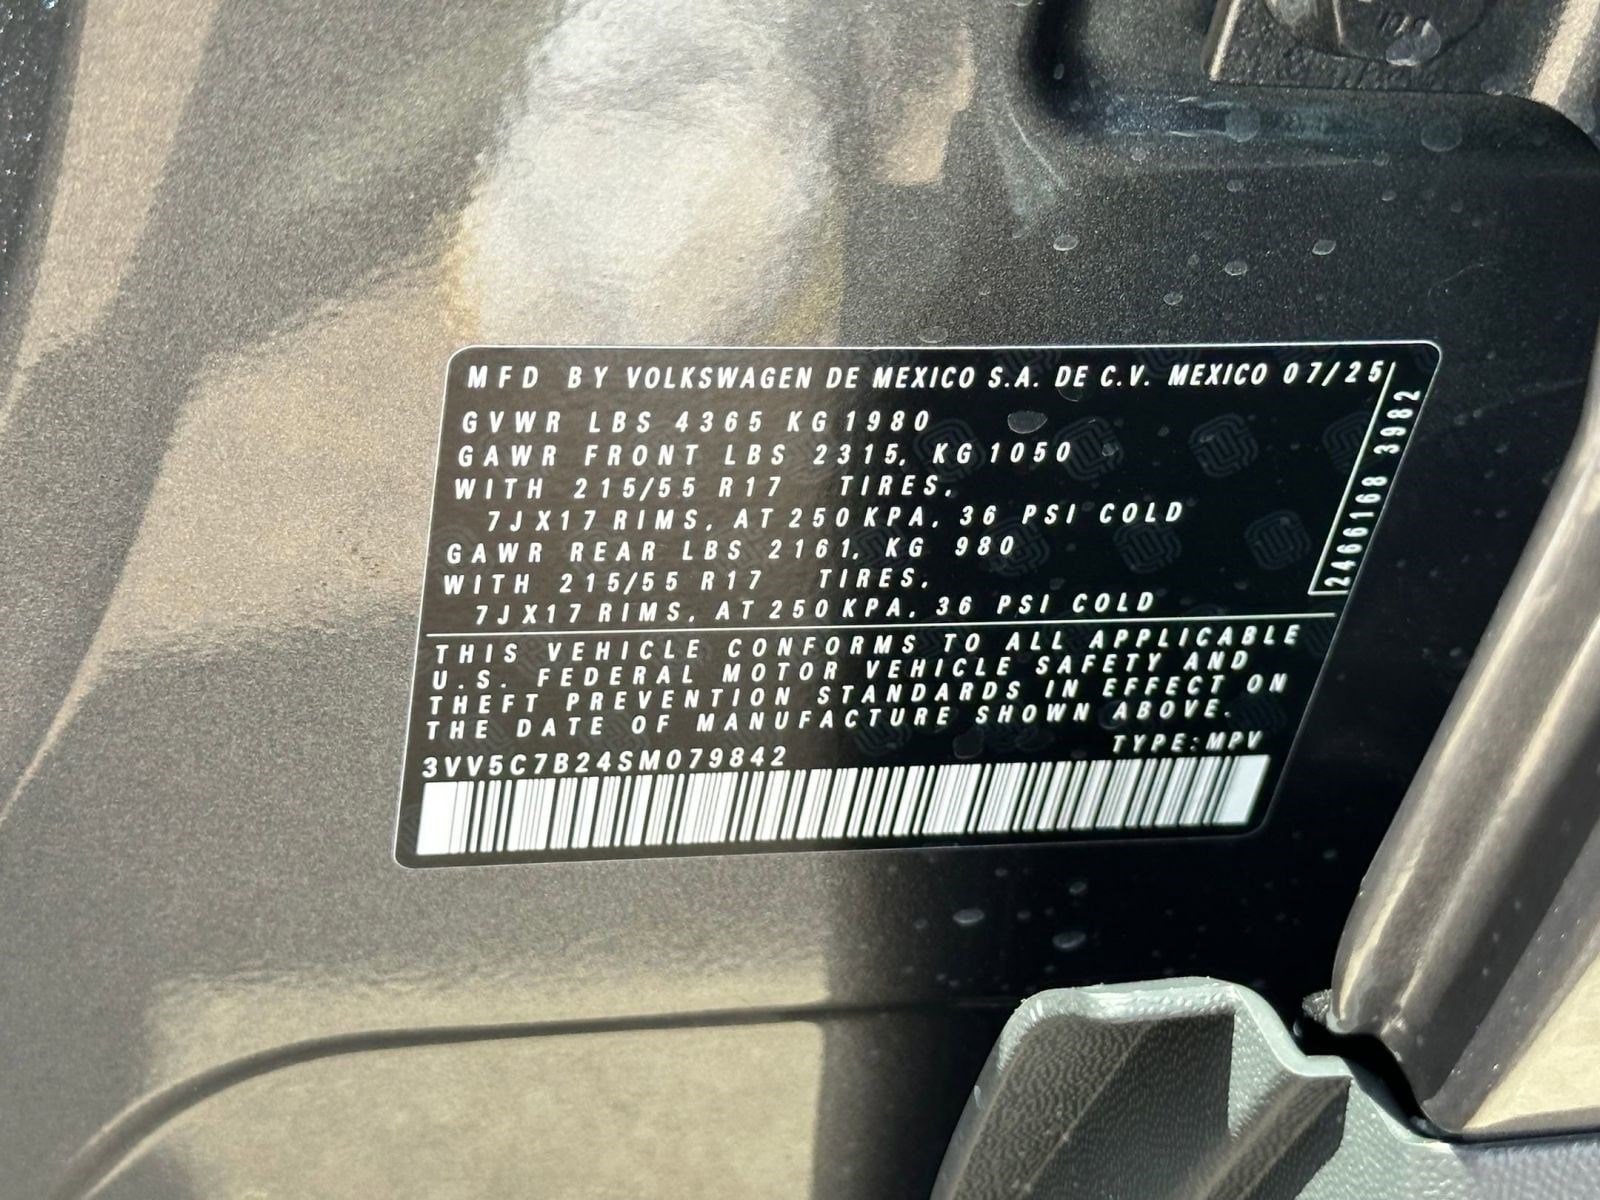 MFD BY VOLKSWAGEN DE MEXICO S.A. DE C.V. MEXICO 07/25
GVWR LBS 4365 KG 1980
GAWR FRONT LBS 2315, KG 1050
WITH 215/55 R17 TIRES,
7JX17 RIMS, AT 250 KPA, 36 PSI COLD
GAWR REAR LBS 2161, KG 980
WITH 215/55 R17 TIRES,
7JX17 RIMS, AT 250 KPA, 36 PSI COLD
2466168 3982
THIS VEHICLE CONFORMS TO ALL APPLICABLE
U.S. FEDERAL MOTOR VEHICLE SAFETY AND
THEFT PREVENTION STANDARDS IN EFFECT ON
THE DATE OF MANUFACTURE SHOWN ABOVE.
3VV5C7B24SM079842
TYPE:MPV